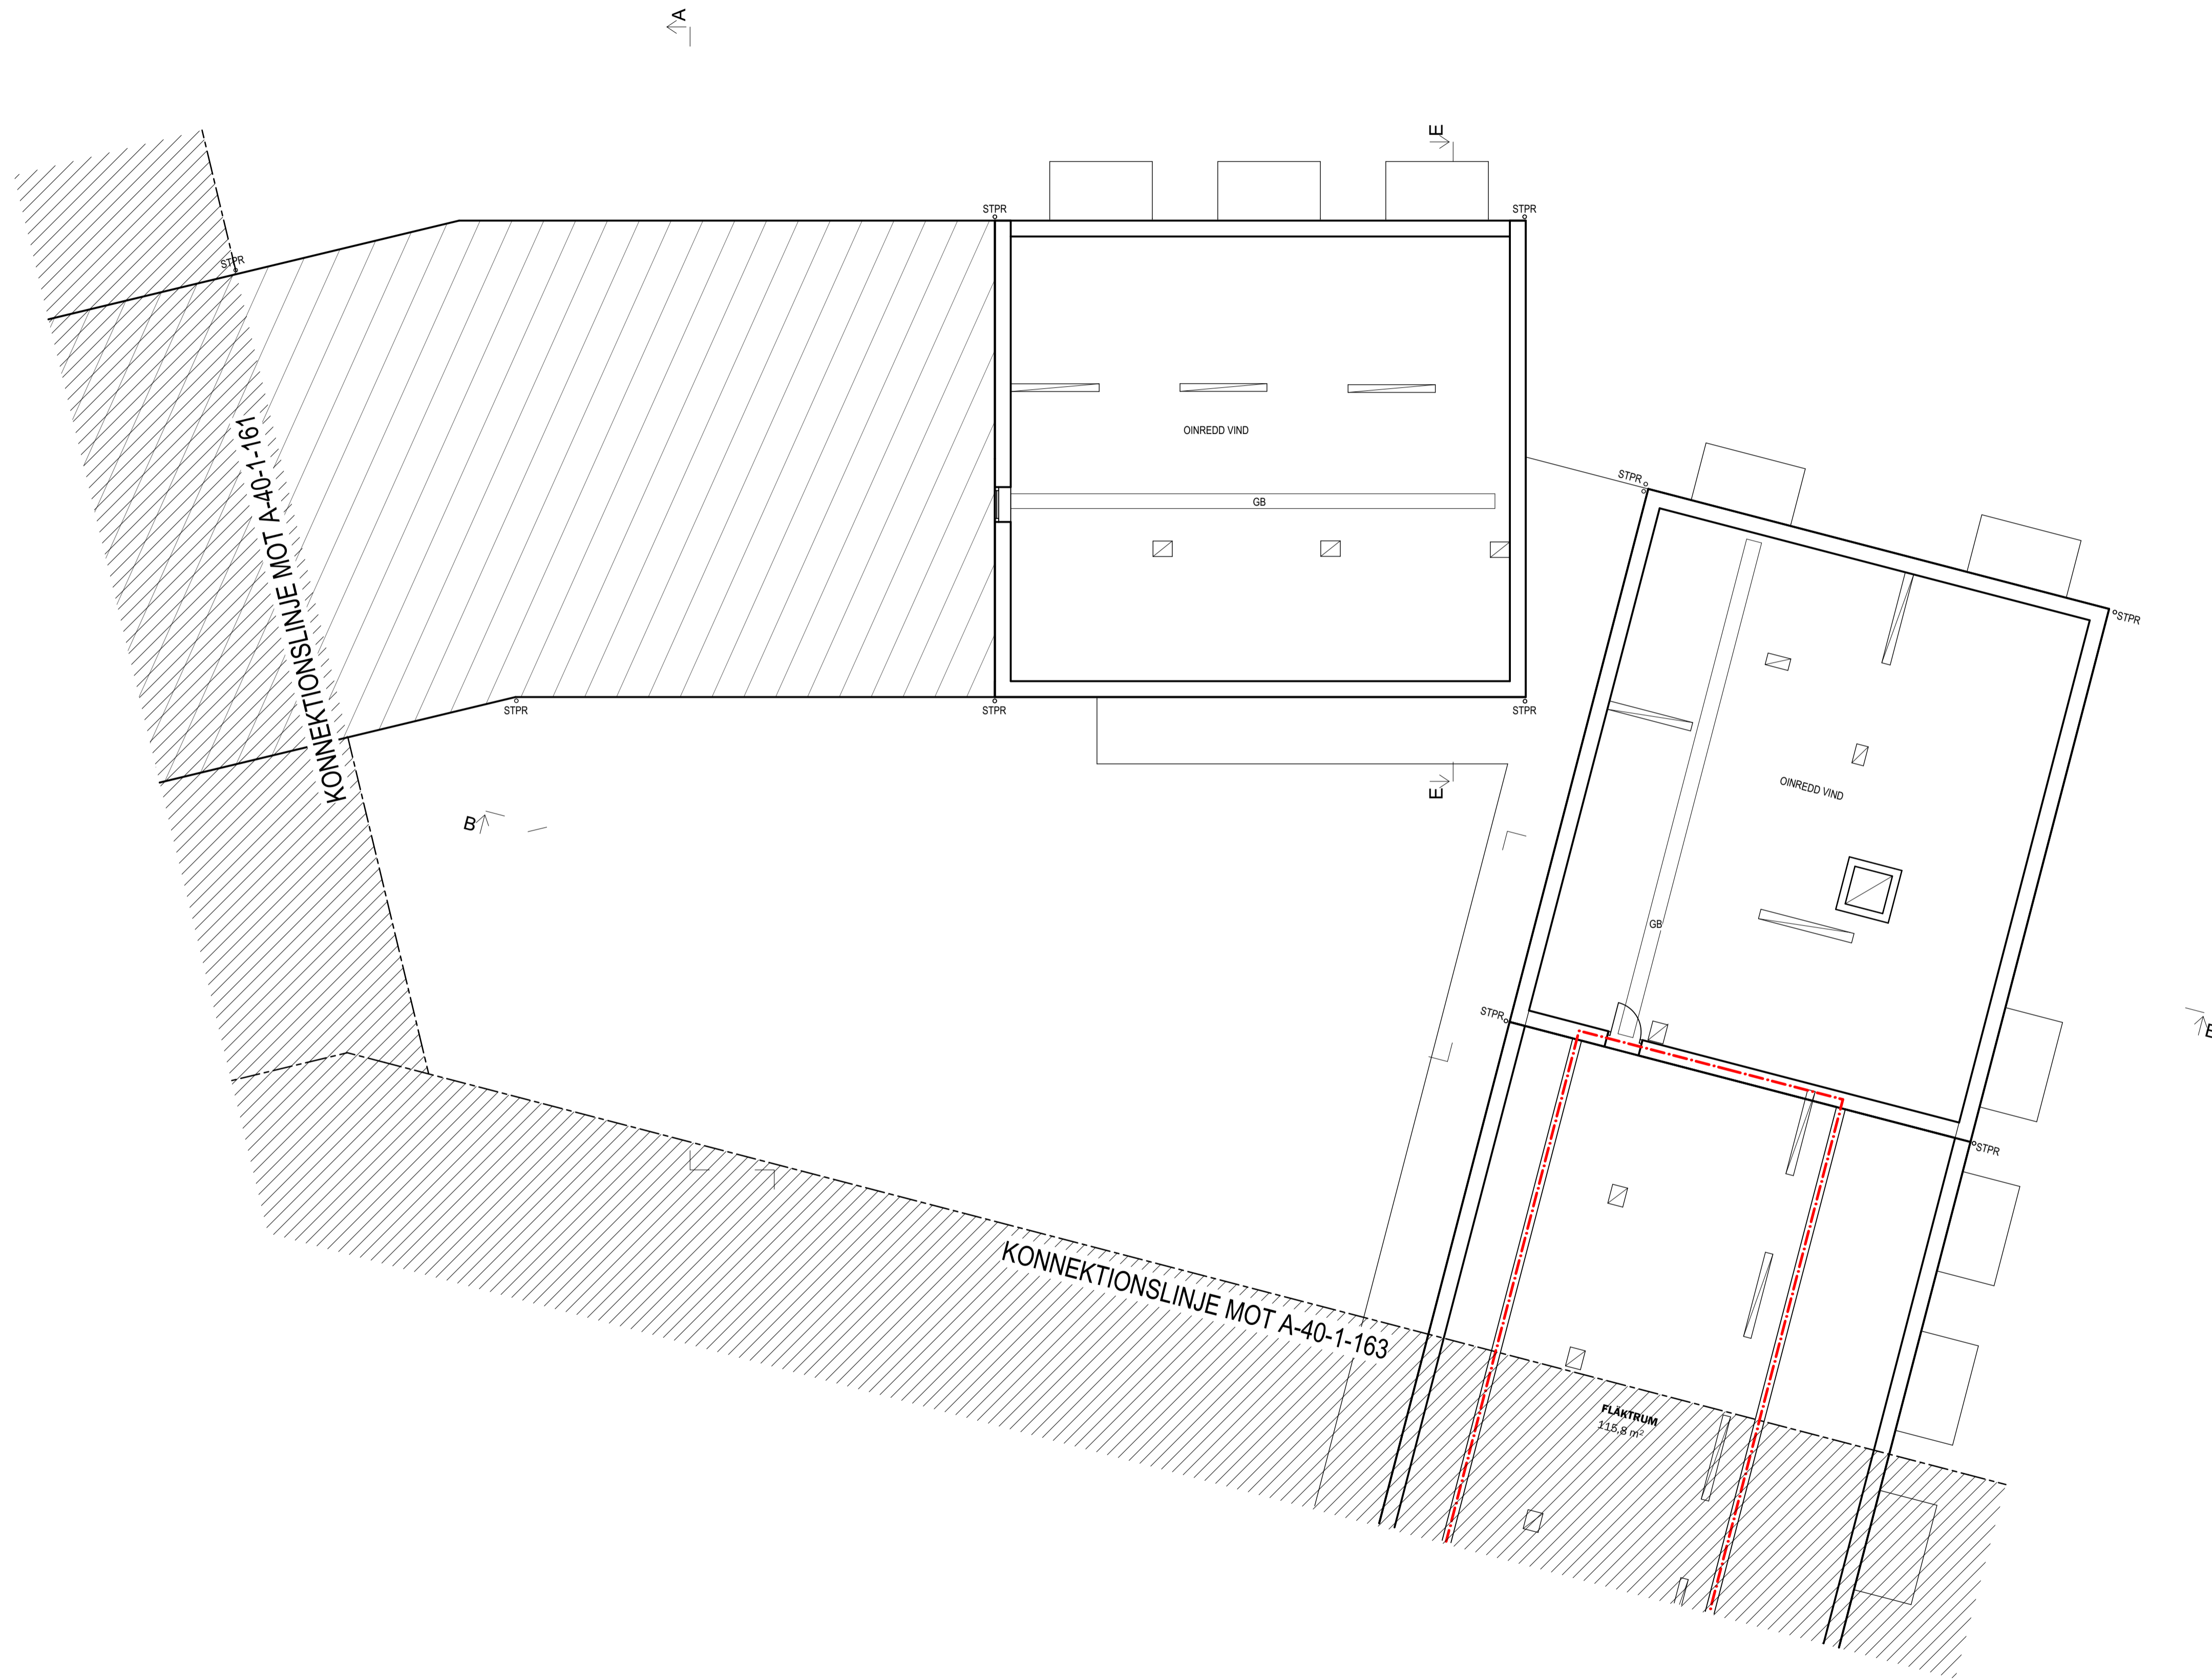 A
E
STPR
STPR
STPR
KONNEKTIONSLINJE MOT A-40-1-161
OINREDD VIND
GB
STPR
STPR
STPR
STPR
STPR
STPR
OINREDD VIND
E
B
GB
STPR
STPR
KONNEKTIONSLINJE MOT A-40-1-163
FLÄKTRUM
115,8 m²